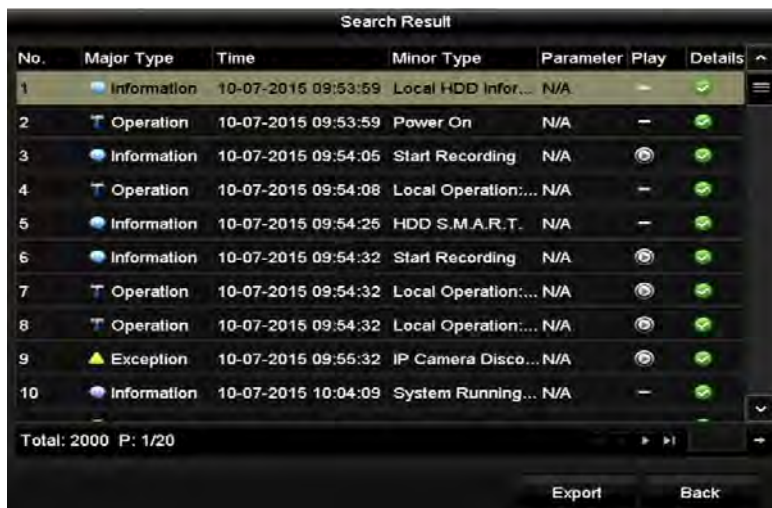 Search Result
No. Major Type Time Minor Type Parameter Play Details
1 Information 10-07-2015 09:53:59 Local HDD Infor... N/A
2 Operation 10-07-2015 09:53:59 Power On N/A
3 Information 10-07-2015 09:54:05 Start Recording N/A
4 Operation 10-07-2015 09:54:08 Local Operation:... N/A
5 Information 10-07-2015 09:54:25 HDD S.M.A.R.T. N/A
6 Information 10-07-2015 09:54:32 Start Recording N/A
7 Operation 10-07-2015 09:54:32 Local Operation:... N/A
8 Operation 10-07-2015 09:54:32 Local Operation:... N/A
9 Exception 10-07-2015 09:55:32 IP Camera Disco... N/A
10 Information 10-07-2015 10:04:09 System Running... N/A
Total: 2000 P: 1/20
Export Back